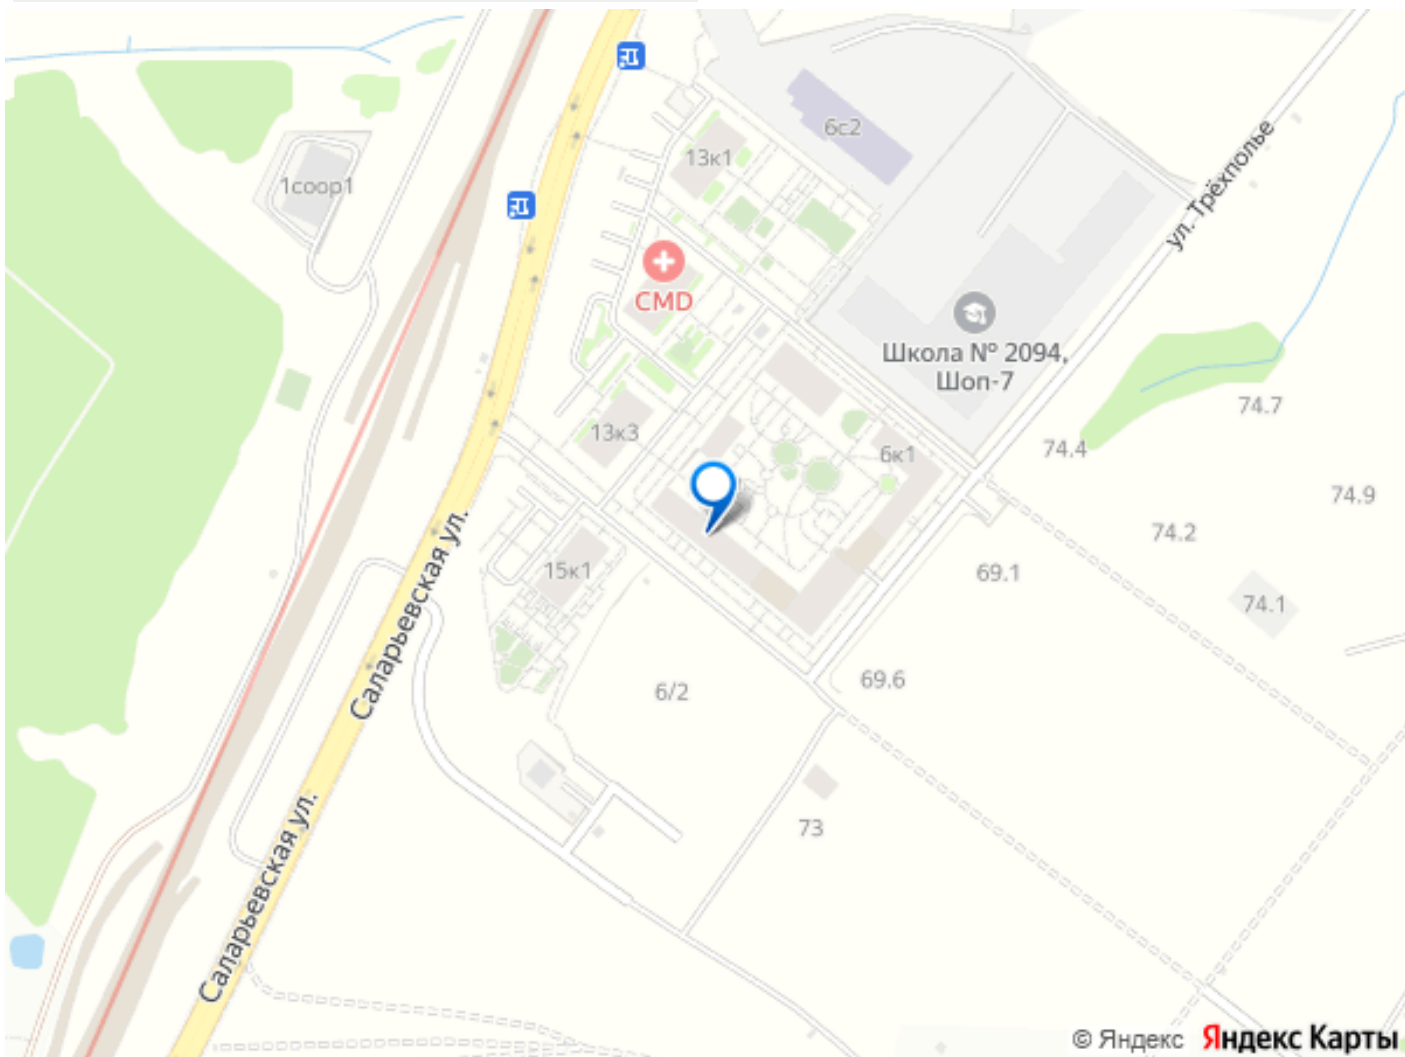 6с2
13к1
1соор1
ул. Трёхполье
CMD
Школа № 2094,
Шоп-7
74.7
13к3
74.4
6к1
74.9
74.2
15к1
69.1
74.1
Саларьевская ул.
69.6
6/2
73
Саларьевская ул.
© Яндекс Яндекс Карты